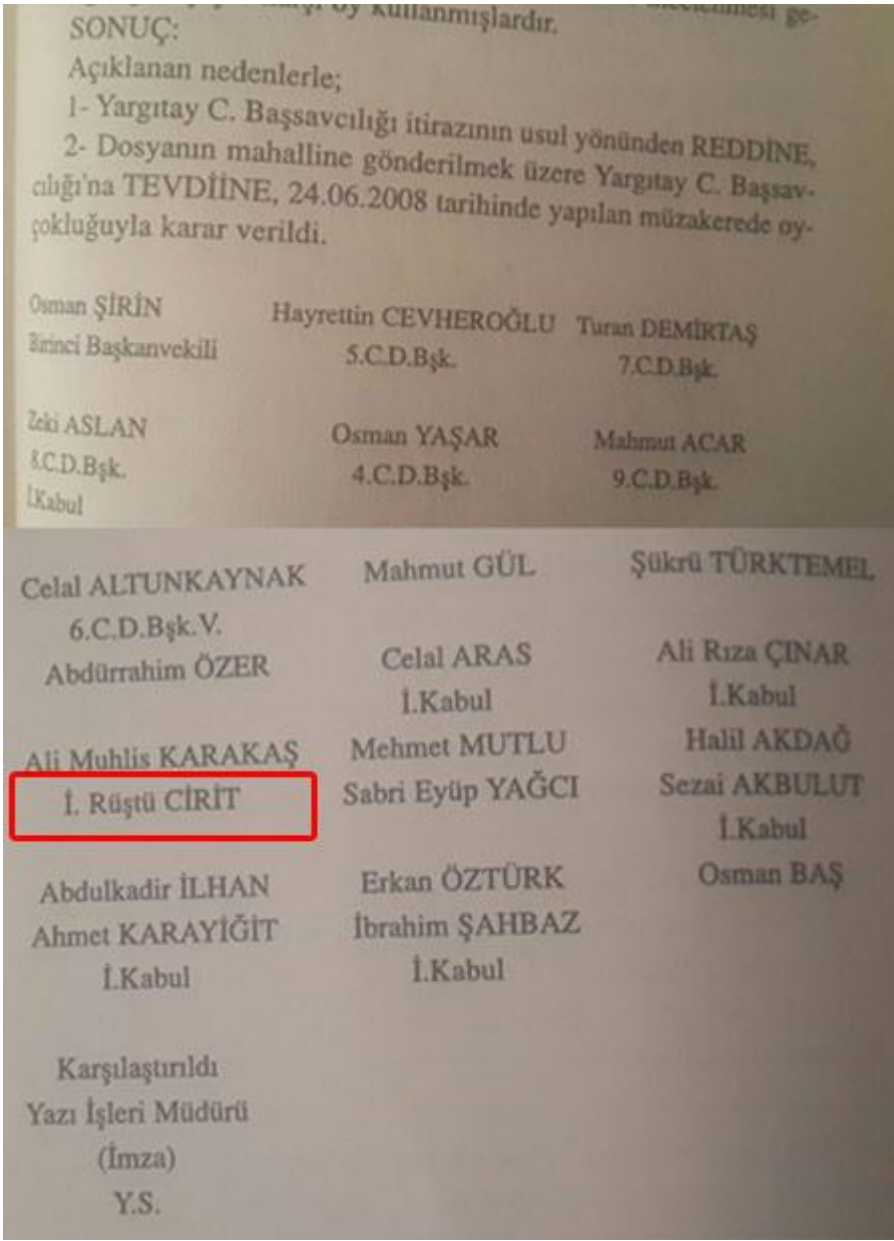 oy kullanmışlardır. ge-
SONUÇ:
Açıklanan nedenlerle;
1- Yargıtay C. Başsavcılığı itirazının usul yönünden REDDİNE,
2- Dosyanın mahalline gönderilmek üzere Yargıtay C. Başsav-
cılığı'na TEVDİİNE, 24.06.2008 tarihinde yapılan müzakerede oy-
çokluğuyla karar verildi.
Osman ŞİRİN Hayrettin CEVHEROĞLU Turan DEMİRTAŞ
Birinci Başkanvekili 5.C.D.Bşk. 7.C.D.Bşk.
Zeki ASLAN Osman YAŞAR Mahmut ACAR
8.C.D.Bşk. 4.C.D.Bşk. 9.C.D.Bşk.
İ.Kabul
Celal ALTUNKAYNAK Mahmut GÜL Şükrü TÜRKTEMEL
6.C.D.Bşk.V.
Abdürrahim ÖZER Celal ARAS Ali Rıza ÇINAR
İ.Kabul İ.Kabul
Ali Muhlis KARAKAŞ Mehmet MUTLU Halil AKDAĞ
İ. Rüştü CİRİT Sabri Eyüp YAĞCI Sezai AKBULUT
İ.Kabul
Abdulkadir İLHAN Erkan ÖZTÜRK Osman BAŞ
Ahmet KARAYİĞİT İbrahim ŞAHBAZ
İ.Kabul İ.Kabul
Karşılaştırıldı
Yazı İşleri Müdürü
(İmza)
Y.S.